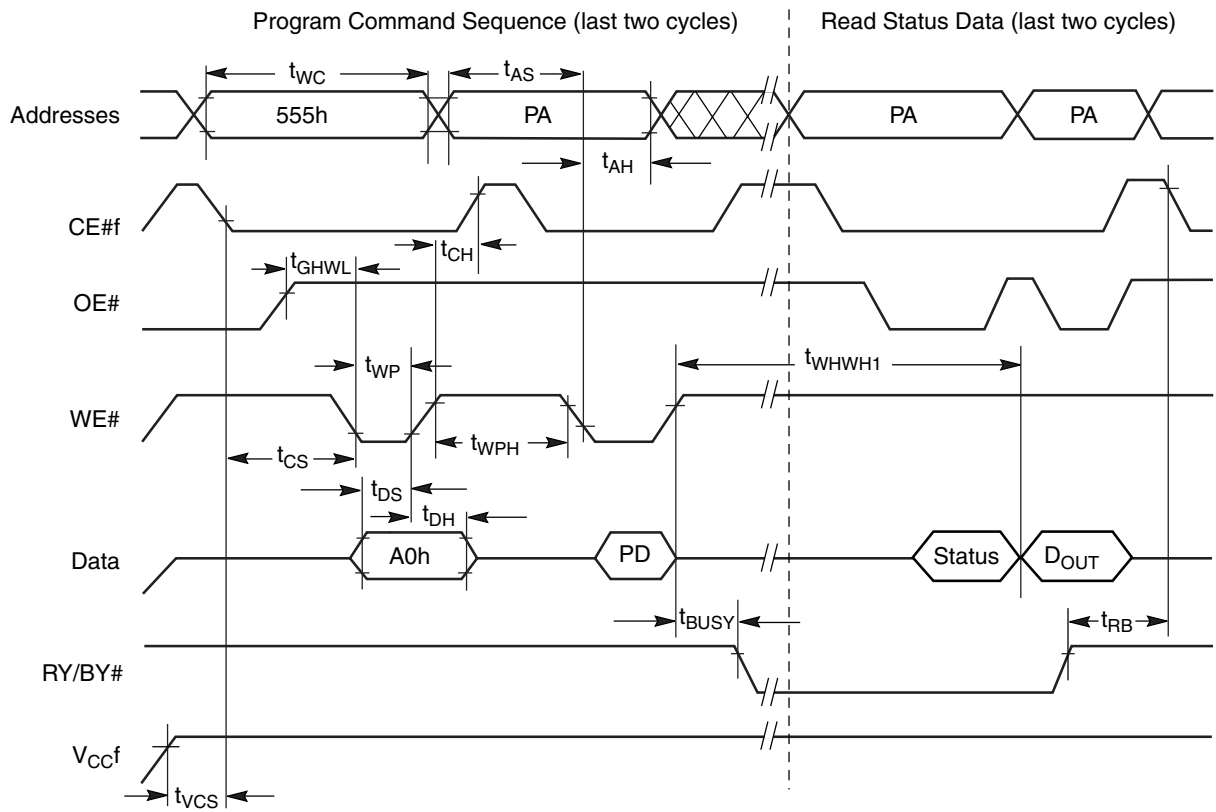 Program Command Sequence (last two cycles)
Read Status Data (last two cycles)
tWC
tAS
Addresses
555h
PA
PA
PA
tAH
CE#f
tCH
tGHWL
OE#
tWP
tWHWH1
WE#
tWPH
tCS
tDS
tDH
Data
A0h
PD
Status
DOUT
tBUSY
tRB
RY/BY#
VCCf
tVCS